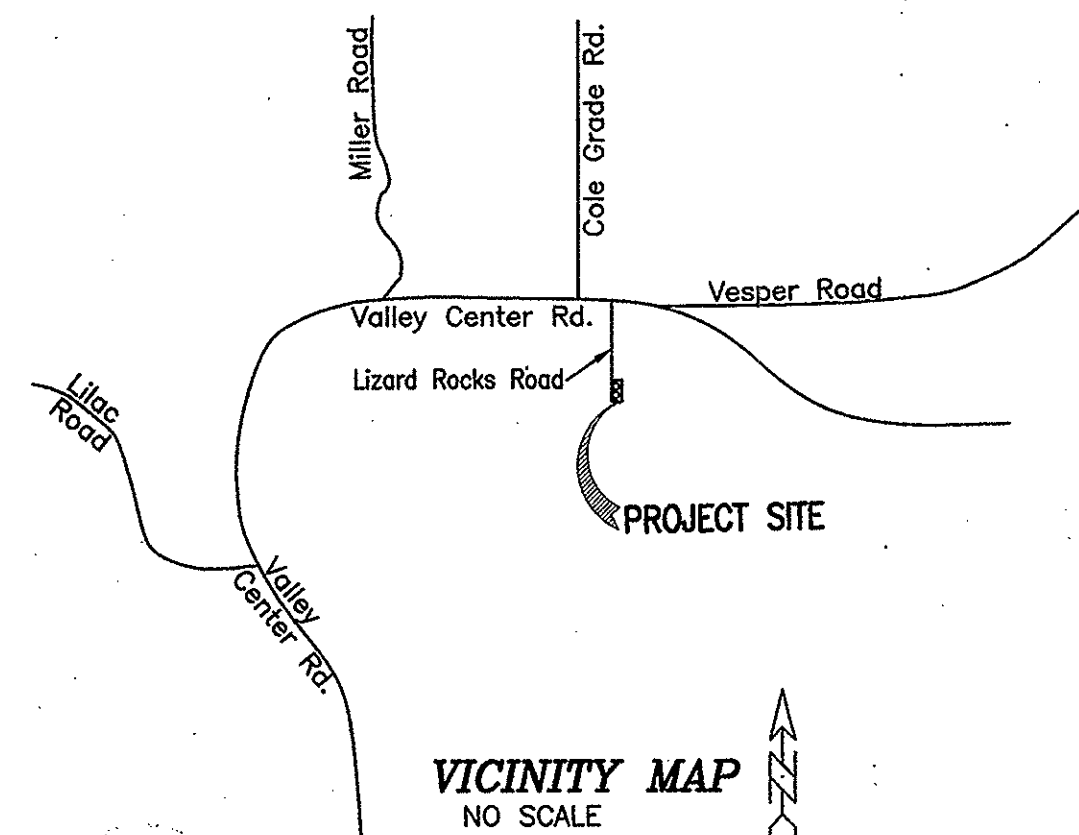 Miller Road
Cole Grade Rd.
Vesper Road
Valley Center Rd.
Lizard Rocks Road
Lilac
Road
PROJECT SITE
Valley
Center Rd.
VICINITY MAP
NO SCALE
N